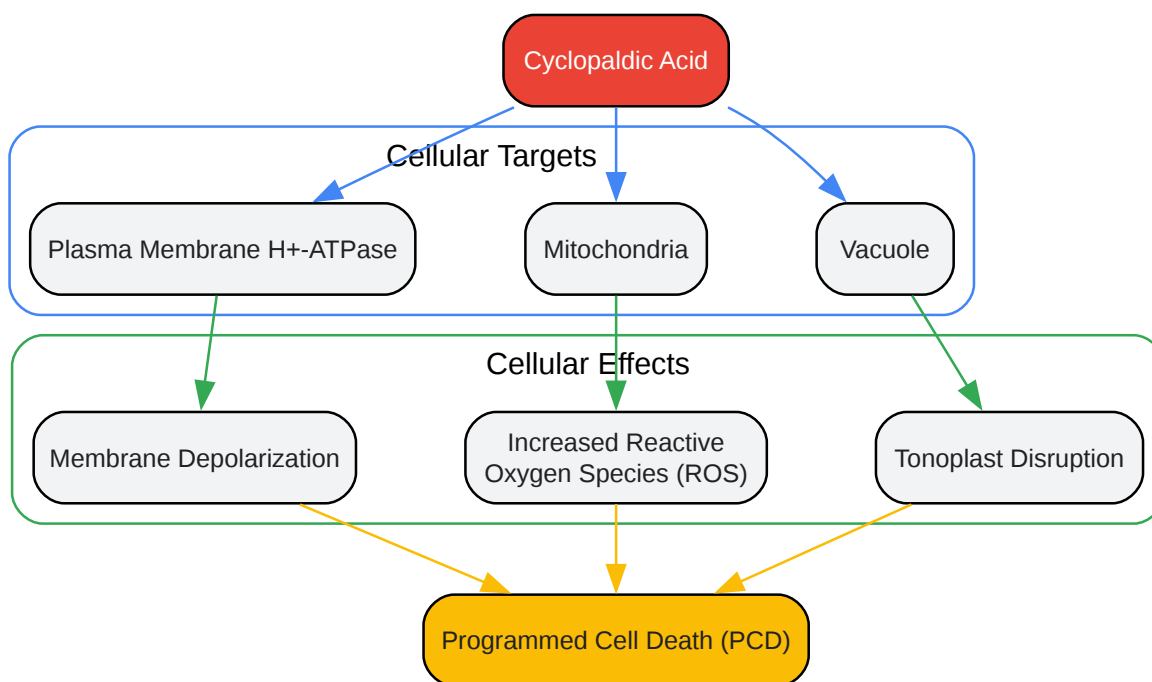 Cyclopaldic Acid
Cellular Targets
Plasma Membrane H+-ATPase
Mitochondria
Vacuole
Cellular Effects
Membrane Depolarization
Increased Reactive
Oxygen Species (ROS)
Tonoplast Disruption
Programmed Cell Death (PCD)